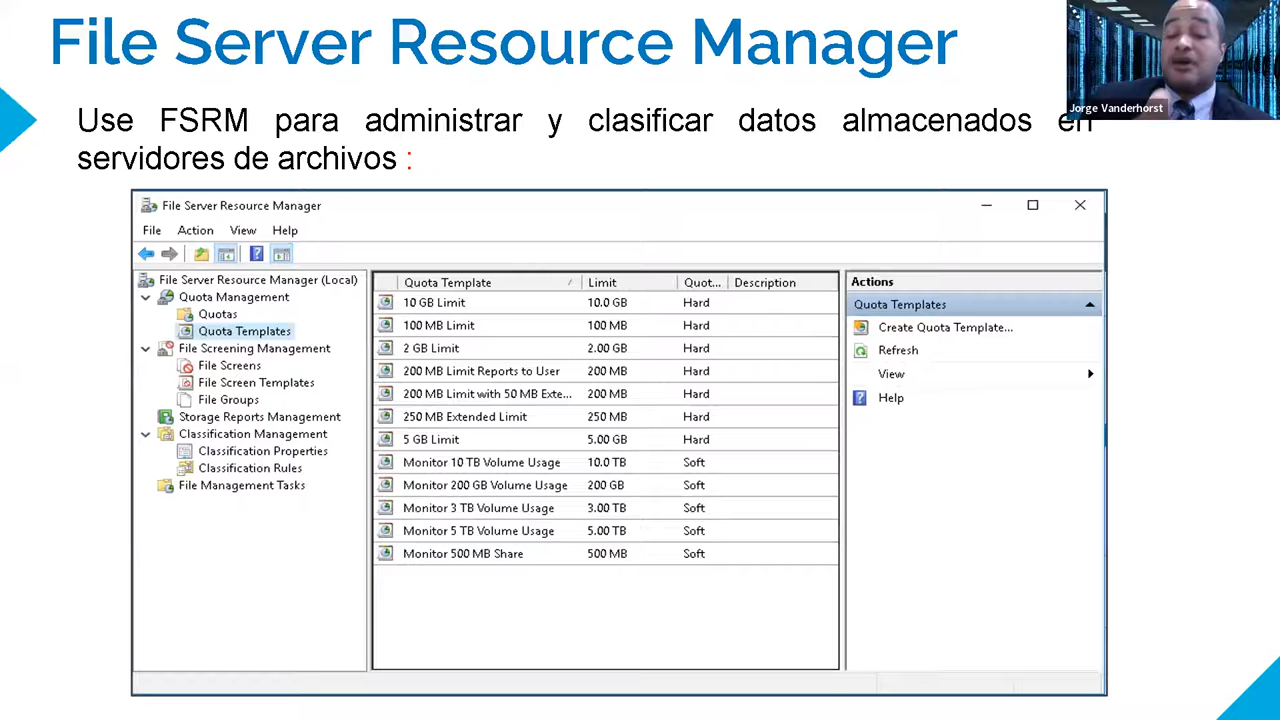 File Server Resource Manager
Jorge Vanderhorst
Use FSRM para administrar y clasificar datos almacenados en
servidores de archivos :
File Server Resource Manager
File Action View Help
File Server Resource Manager (Local)
Quota Management
Quotas
Quota Templates
File Screening Management
File Screens
File Screen Templates
File Groups
Storage Reports Management
Classification Management
Classification Properties
Classification Rules
File Management Tasks
Quota Template Limit Quot... Description
10 GB Limit 10.0 GB Hard
100 MB Limit 100 MB Hard
2 GB Limit 2.00 GB Hard
200 MB Limit Reports to User 200 MB Hard
200 MB Limit with 50 MB Exte... 200 MB Hard
250 MB Extended Limit 250 MB Hard
5 GB Limit 5.00 GB Hard
Monitor 10 TB Volume Usage 10.0 TB Soft
Monitor 200 GB Volume Usage 200 GB Soft
Monitor 3 TB Volume Usage 3.00 TB Soft
Monitor 5 TB Volume Usage 5.00 TB Soft
Monitor 500 MB Share 500 MB Soft
Actions
Quota Templates
Create Quota Template...
Refresh
View
Help